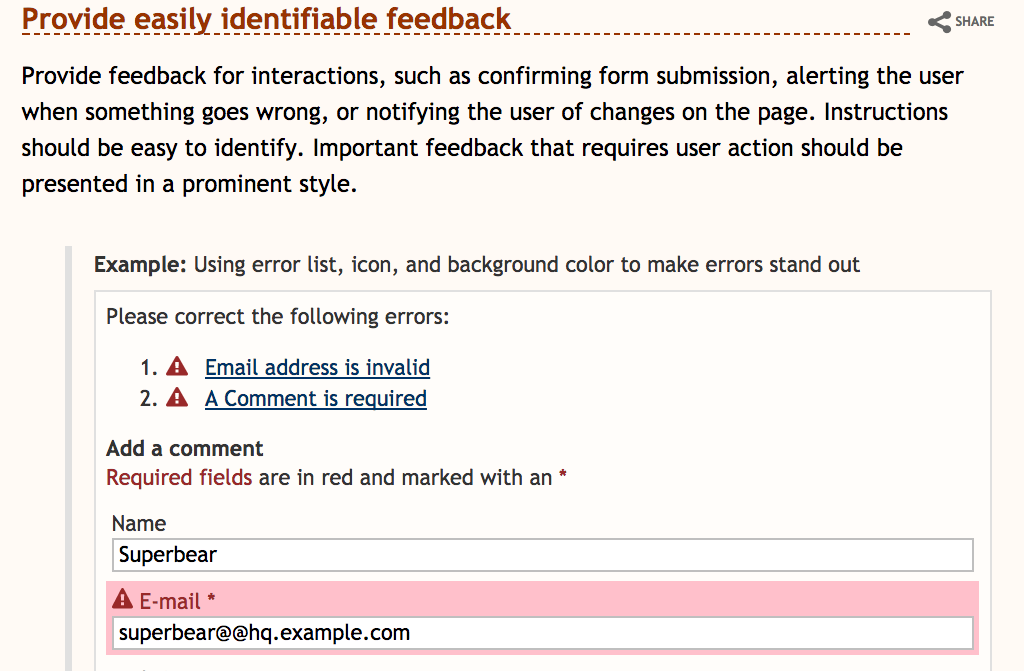 Provide easily identifiable feedback
SHARE
Provide feedback for interactions, such as confirming form submission, alerting the user
when something goes wrong, or notifying the user of changes on the page. Instructions
should be easy to identify. Important feedback that requires user action should be
presented in a prominent style.
Example: Using error list, icon, and background color to make errors stand out
Please correct the following errors:
1. Email address is invalid
2. A Comment is required
Add a comment
Required fields are in red and marked with an *
Name
Superbear
E-mail *
superbear@@hq.example.com